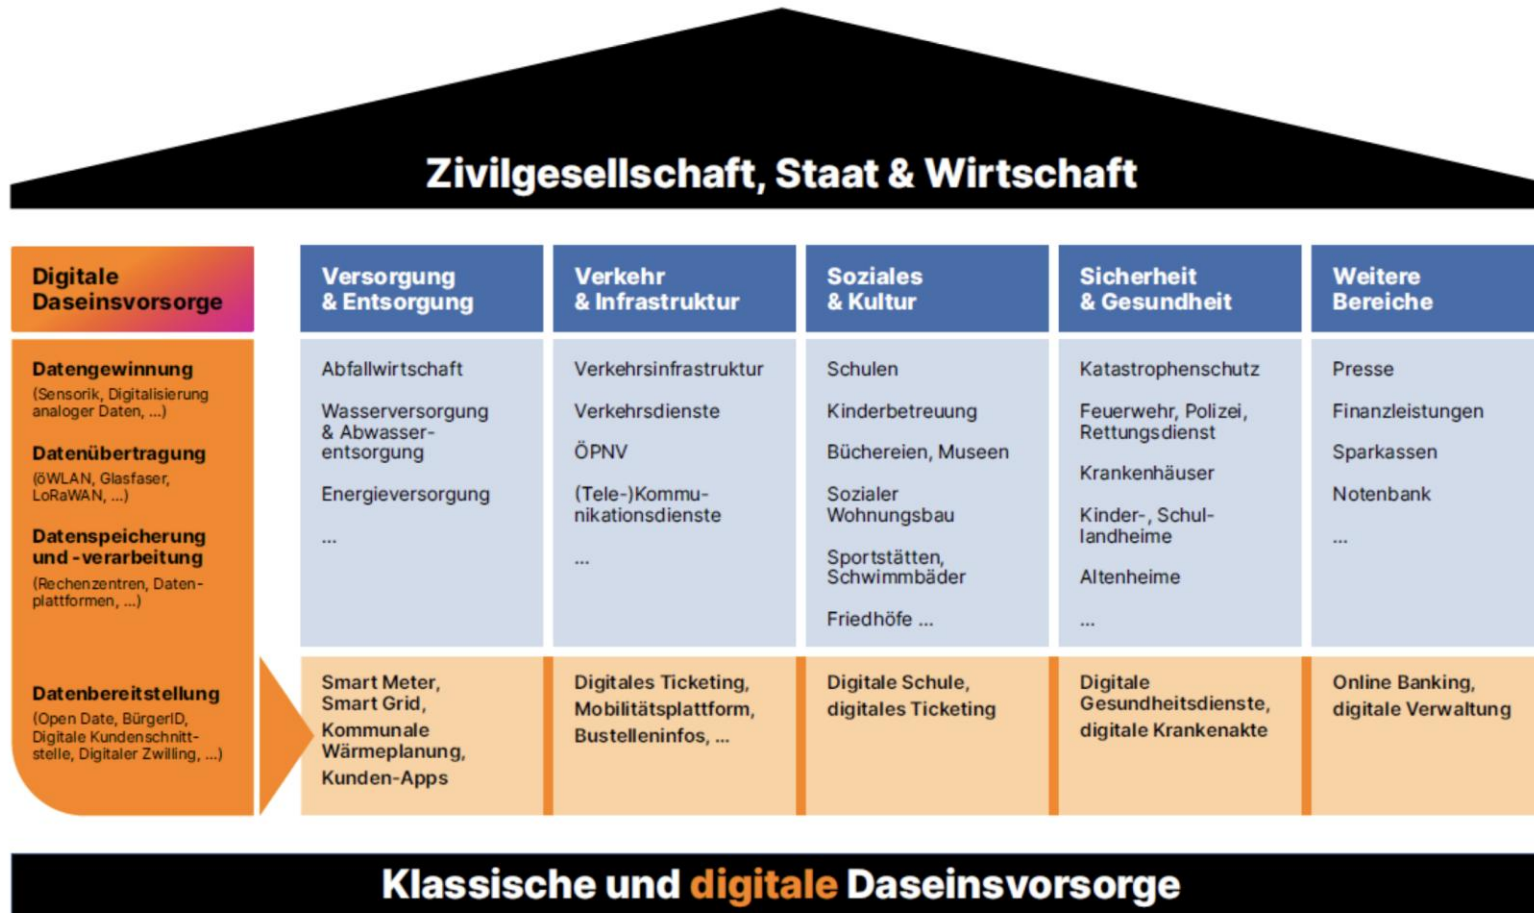 Zivilgesellschaft, Staat & Wirtschaft
Digitale
Daseinsvorsorge
Datengewinnung
(Sensorik, Digitalisierung
analoger Daten, ...)
Datenübertragung
(öWLAN, Glasfaser,
LoRaWAN, ...)
Datenspeicherung
und -verarbeitung
(Rechenzentren, Daten-
plattformen, ...)
Datenbereitstellung
(Open Date, BürgerID,
Digitale Kundenschnitt-
stelle, Digitaler Zwilling, ...)
Versorgung
& Entsorgung
Abfallwirtschaft
Wasserversorgung
& Abwasser-
entsorgung
Energieversorgung
...
Smart Meter,
Smart Grid,
Kommunale
Wärmeplanung,
Kunden-Apps
Verkehr
& Infrastruktur
Verkehrsinfrastruktur
Verkehrsdienste
ÖPNV
(Tele-)Kommu-
nikationsdienste
...
Digitales Ticketing,
Mobilitätsplattform,
Bustelleninfos, ...
Soziales
& Kultur
Schulen
Kinderbetreuung
Büchereien, Museen
Sozialer
Wohnungsbau
Sportstätten,
Schwimmbäder
Friedhöfe ...
Digitale Schule,
digitales Ticketing
Sicherheit
& Gesundheit
Katastrophenschutz
Feuerwehr, Polizei,
Rettungsdienst
Krankenhäuser
Kinder-, Schul-
landheime
Altenheime
...
Digitale
Gesundheitsdienste,
digitale Krankenakte
Weitere
Bereiche
Presse
Finanzleistungen
Sparkassen
Notenbank
...
Online Banking,
digitale Verwaltung
Klassische und digitale Daseinsvorsorge